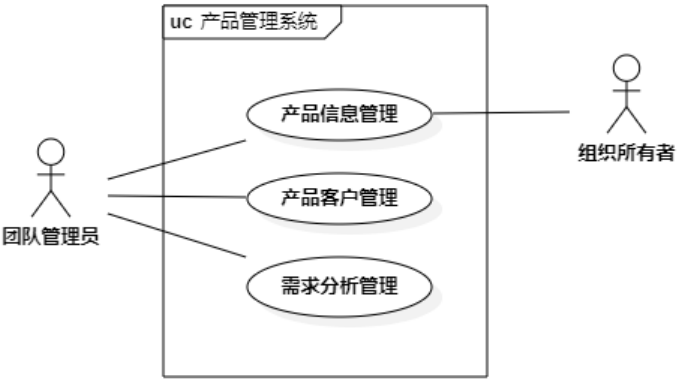 uc 产品管理系统
产品信息管理
组织所有者
产品客户管理
团队管理员
需求分析管理